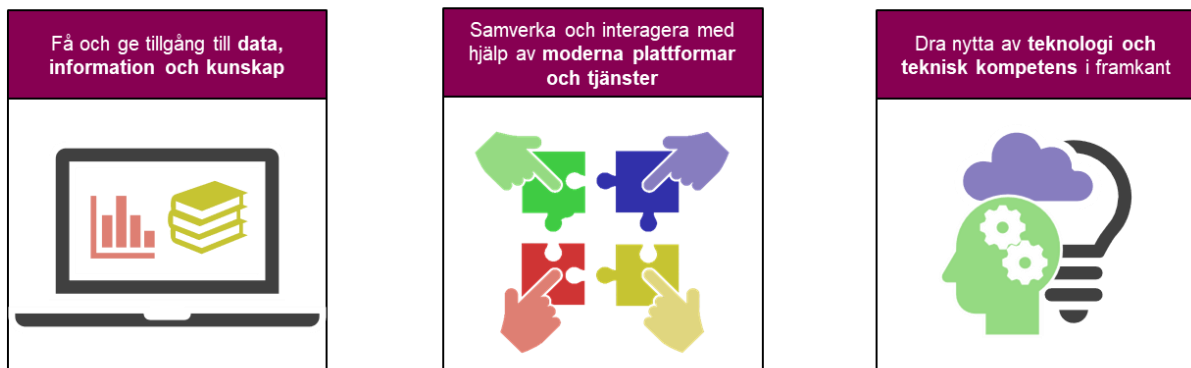 Få och ge tillgång till data,
information och kunskap
Samverka och interagera med
hjälp av moderna plattformar
och tjänster
Dra nytta av teknologi och
teknisk kompetens i framkant